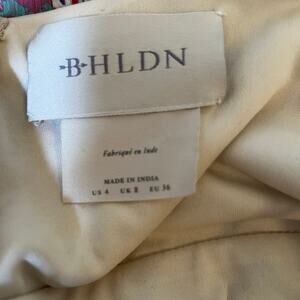 BHLDN
Fabriqué en Inde
MADE IN INDIA
US 4 UK 8 EU 36